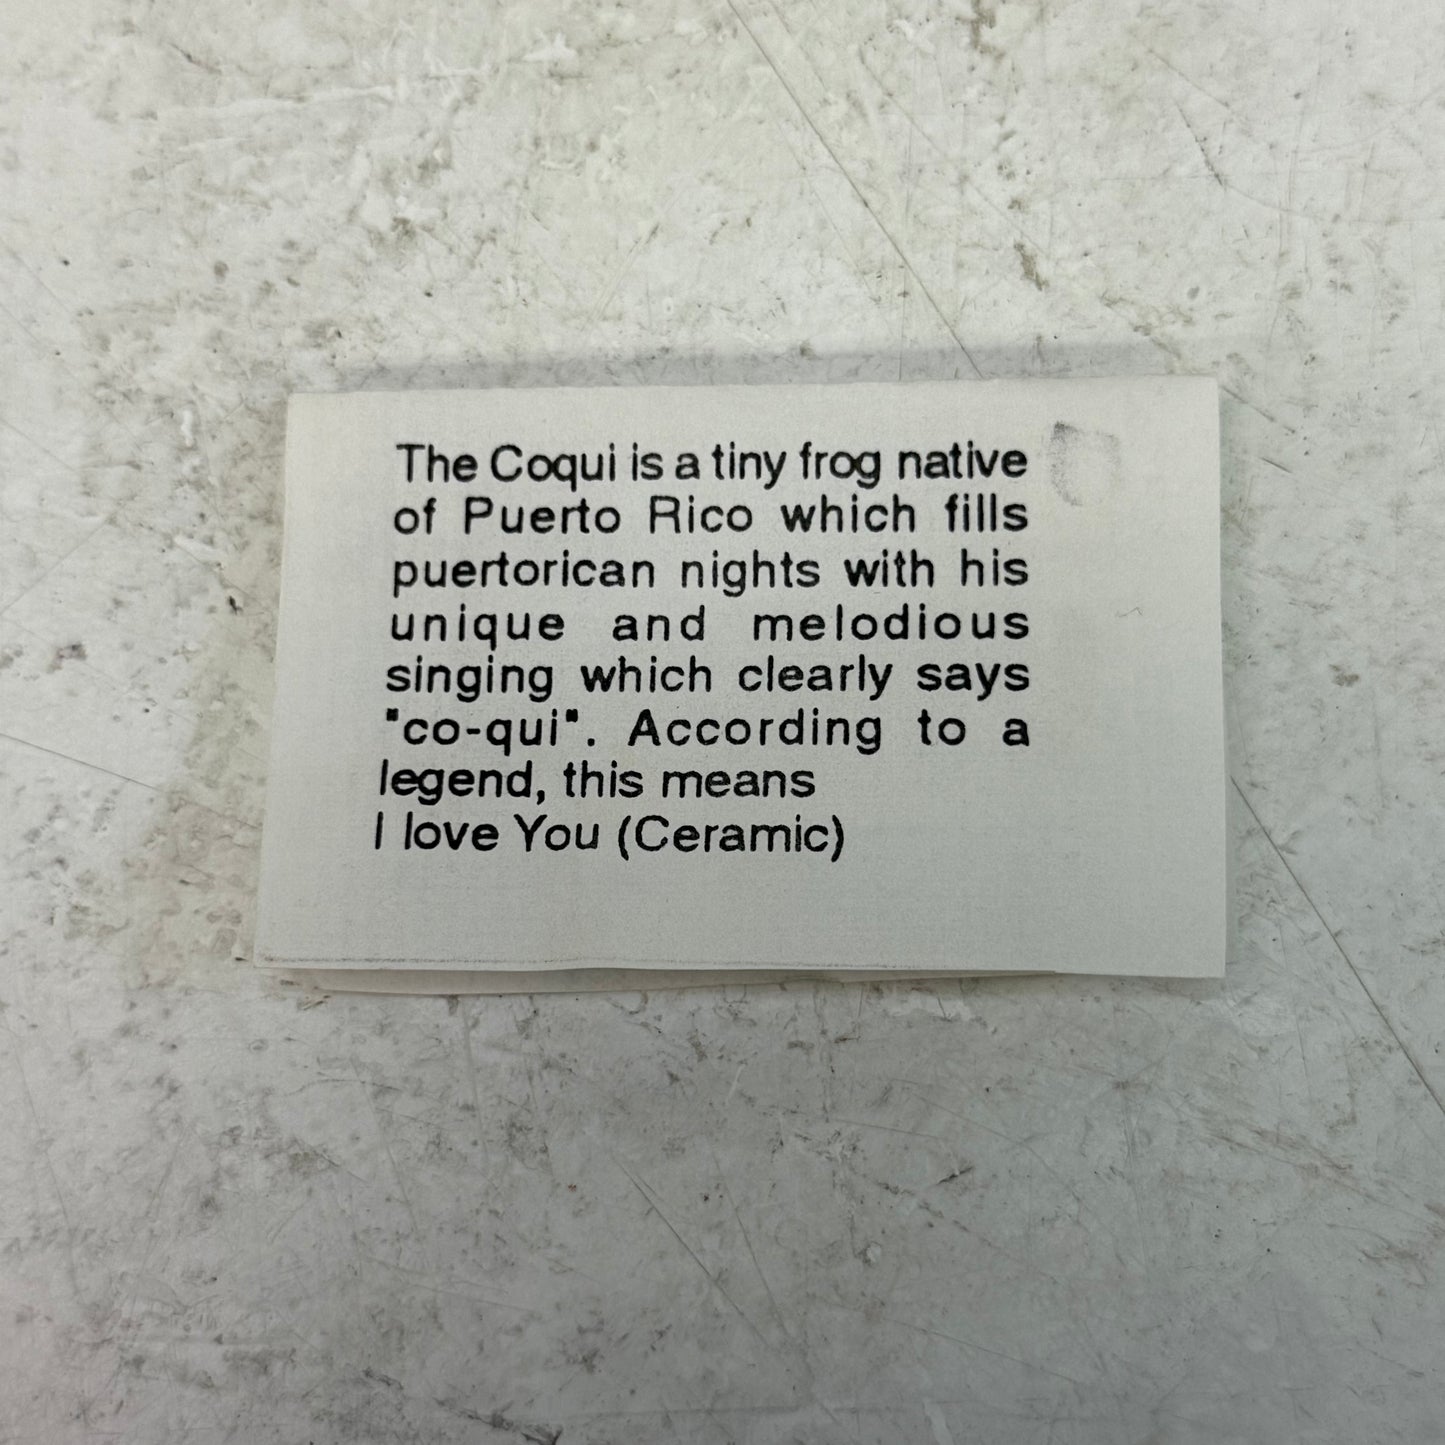 The Coqui is a tiny frog native
of Puerto Rico which fills
puertorican nights with his
unique and melodious
singing which clearly says
"co-qui". According to a
legend, this means
I love You (Ceramic)